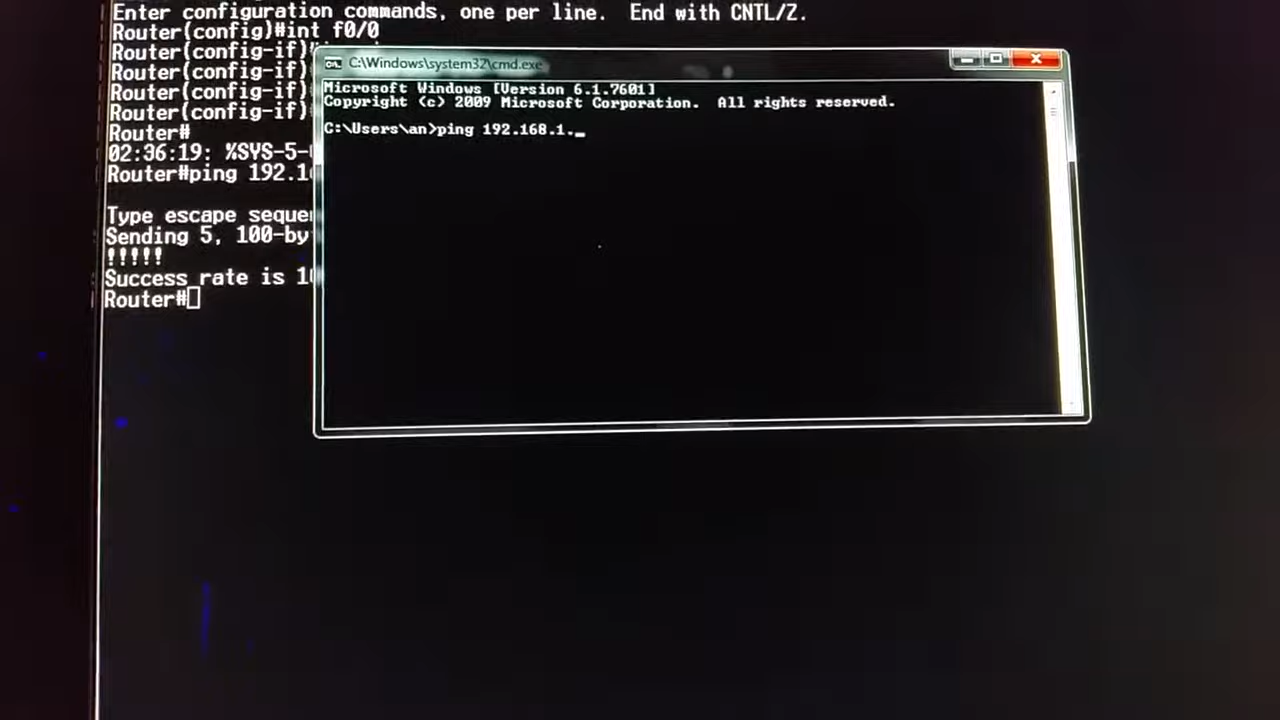 Enter configuration commands, one per line.  End with CNTL/Z.
Router(config)#int f0/0
Router(config-if)
Router(config-if)
Router(config-if)
Router(config-if)
Router#
02:36:19: %SYS-5-
Router#ping 192.1
Type escape sequen
Sending 5, 100-by
!!!!!
Success rate is 10
Router#
C:\Windows\system32\cmd.exe
Microsoft Windows [Version 6.1.7601]
Copyright (c) 2009 Microsoft Corporation.  All rights reserved.
C:\Users\an>ping 192.168.1._